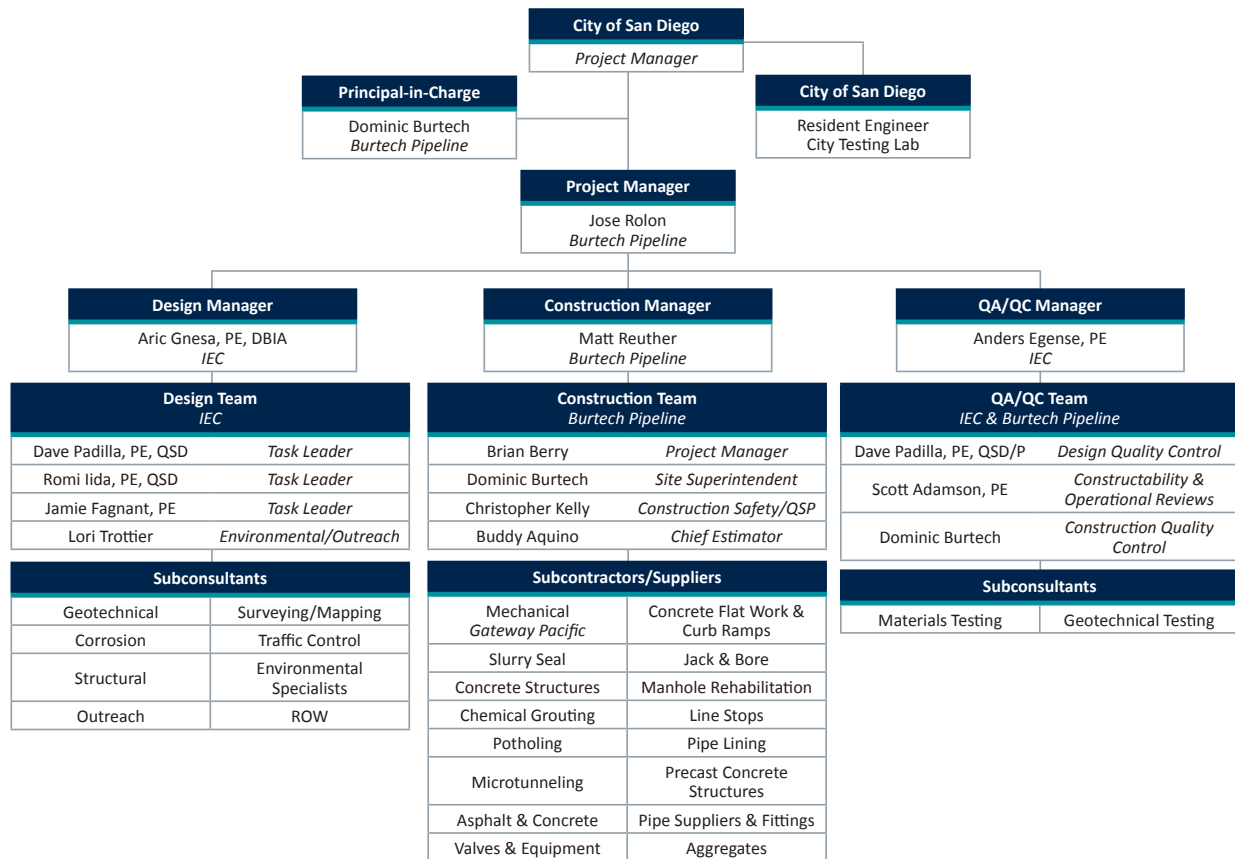 City of San Diego
Project Manager
Principal-in-Charge
Dominic Burtech
Burtech Pipeline
City of San Diego
Resident Engineer
City Testing Lab
Project Manager
Jose Rolon
Burtech Pipeline
Design Manager
Aric Gnesa, PE, DBIA
IEC
Construction Manager
Matt Reuther
Burtech Pipeline
QA/QC Manager
Anders Egense, PE
IEC
Design Team
IEC
Dave Padilla, PE, QSD Task Leader
Romi Iida, PE, QSD Task Leader
Jamie Fagnant, PE Task Leader
Lori Trottier Environmental/Outreach
Subconsultants
Geotechnical Surveying/Mapping
Corrosion Traffic Control
Structural Environmental
Specialists
Outreach ROW
Construction Team
Burtech Pipeline
Brian Berry Project Manager
Dominic Burtech Site Superintendent
Christopher Kelly Construction Safety/QSP
Buddy Aquino Chief Estimator
Subcontractors/Suppliers
Mechanical Concrete Flat Work &
Gateway Pacific Curb Ramps
Slurry Seal Jack & Bore
Concrete Structures Manhole Rehabilitation
Chemical Grouting Line Stops
Potholing Pipe Lining
Microtunneling Precast Concrete
Structures
Asphalt & Concrete Pipe Suppliers & Fittings
Valves & Equipment Aggregates
QA/QC Team
IEC & Burtech Pipeline
Dave Padilla, PE, QSD/P Design Quality Control
Scott Adamson, PE Constructability &
Operational Reviews
Dominic Burtech Construction Quality
Control
Subconsultants
Materials Testing Geotechnical Testing